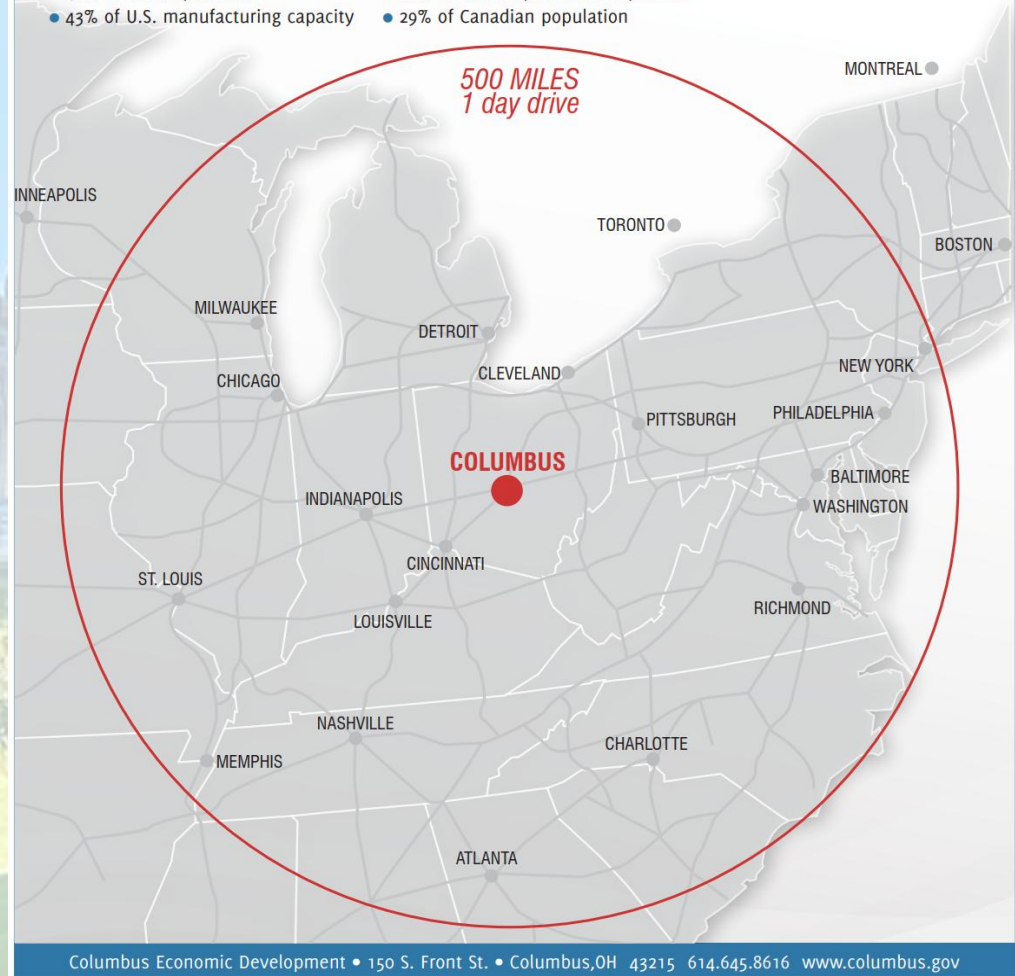 • 43% of U.S. manufacturing capacity • 29% of Canadian population
500 MILES
1 day drive
MONTREAL
INNEAPOLIS
TORONTO
BOSTON
MILWAUKEE
DETROIT
NEW YORK
CLEVELAND
CHICAGO
PHILADELPHIA
PITTSBURGH
COLUMBUS
BALTIMORE
INDIANAPOLIS
WASHINGTON
CINCINNATI
ST. LOUIS
RICHMOND
LOUISVILLE
NASHVILLE
CHARLOTTE
MEMPHIS
ATLANTA
Columbus Economic Development • 150 S. Front St. • Columbus,OH 43215 614.645.8616 www.columbus.gov